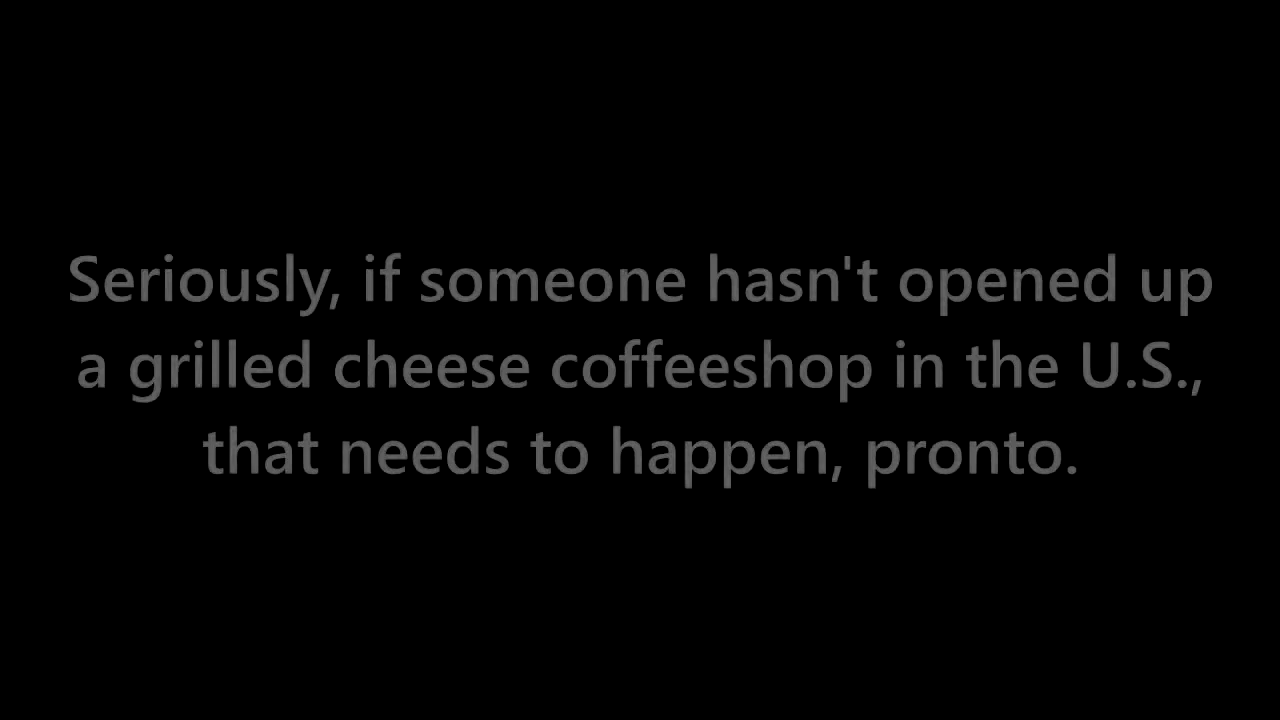 Seriously, if someone hasn't opened up
a grilled cheese coffeeshop in the U.S.,
that needs to happen, pronto.